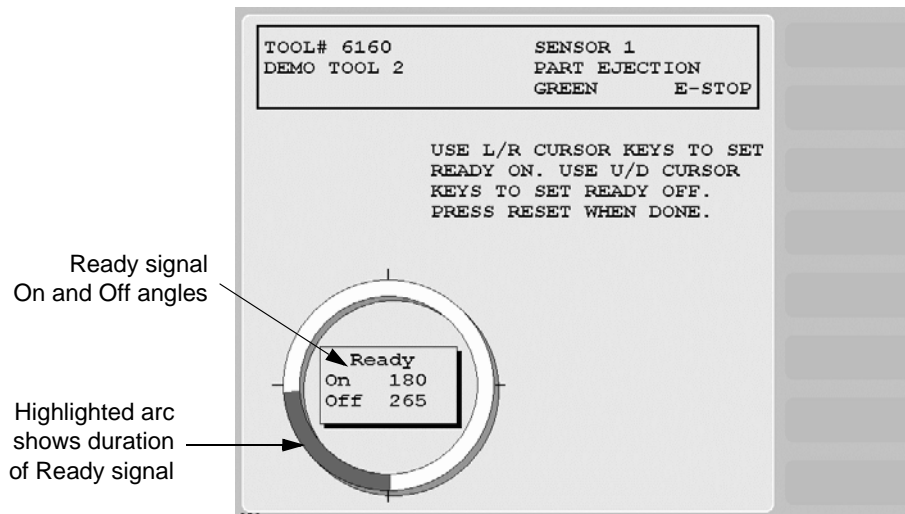 TOOL# 6160
DEMO TOOL 2
SENSOR 1
PART EJECTION
GREEN E-STOP
USE L/R CURSOR KEYS TO SET
READY ON. USE U/D CURSOR
KEYS TO SET READY OFF.
PRESS RESET WHEN DONE.
Ready signal
On and Off angles
Ready
On 180
Off 265
Highlighted arc
shows duration
of Ready signal